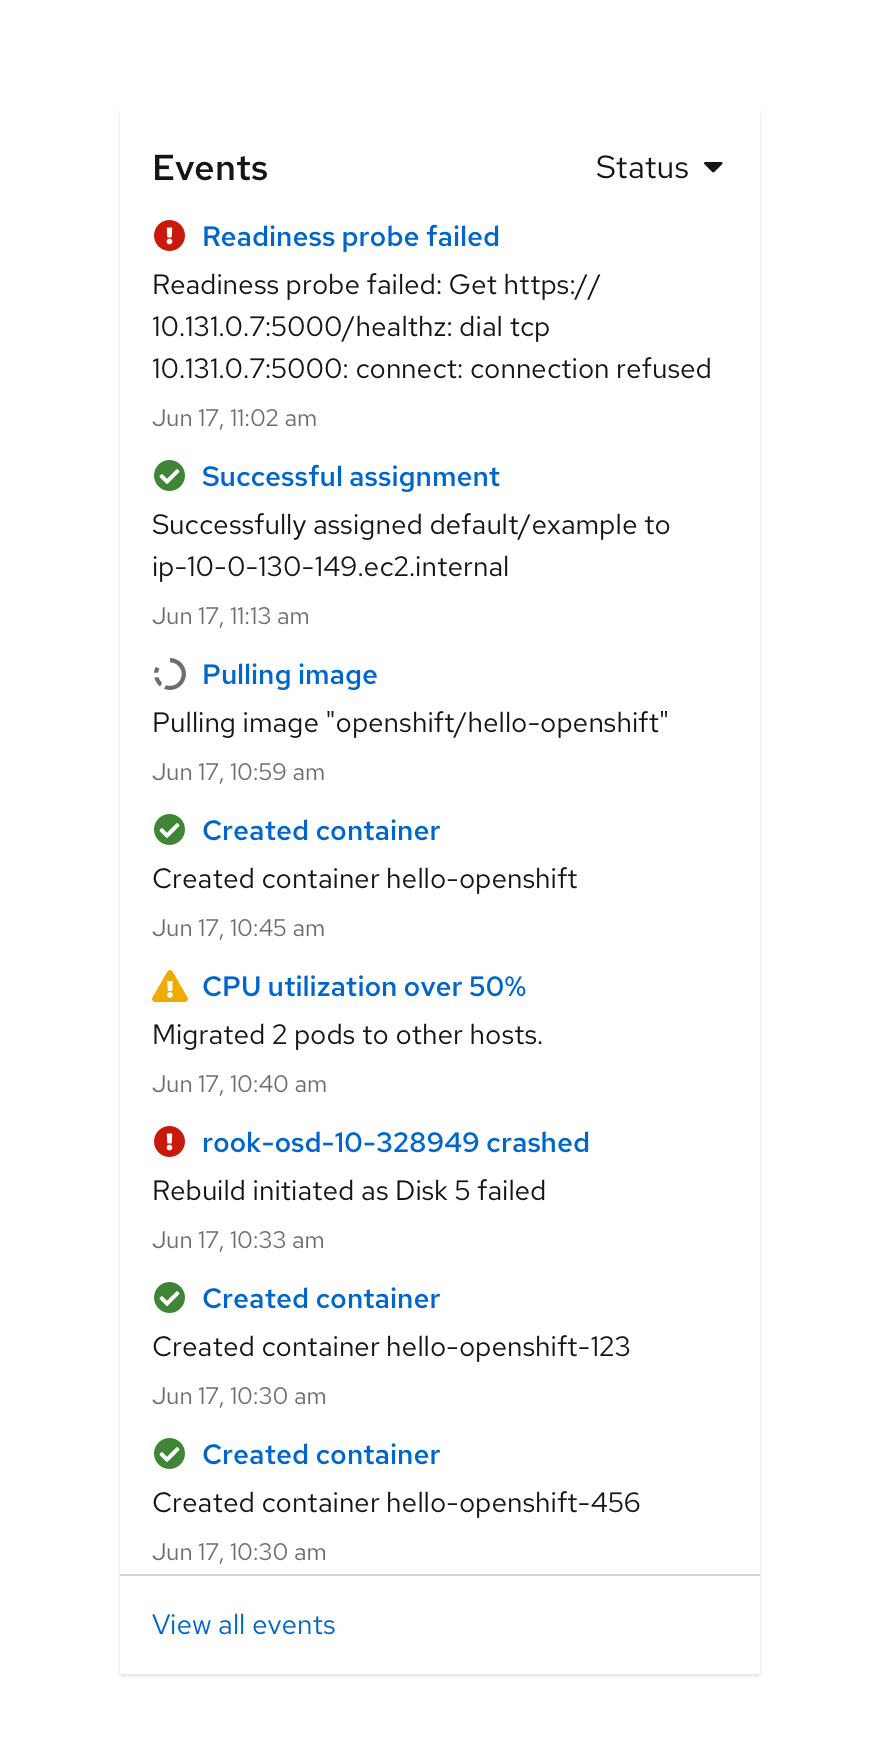 Events
Status
Readiness probe failed
Readiness probe failed: Get https://
10.131.0.7:5000/healthz: dial tcp
10.131.0.7:5000: connect: connection refused
Jun 17, 11:02 am
Successful assignment
Successfully assigned default/example to
ip-10-0-130-149.ec2.internal
Jun 17, 11:13 am
Pulling image
Pulling image "openshift/hello-openshift"
Jun 17, 10:59 am
Created container
Created container hello-openshift
Jun 17, 10:45 am
CPU utilization over 50%
Migrated 2 pods to other hosts.
Jun 17, 10:40 am
rook-osd-10-328949 crashed
Rebuild initiated as Disk 5 failed
Jun 17, 10:33 am
Created container
Created container hello-openshift-123
Jun 17, 10:30 am
Created container
Created container hello-openshift-456
Jun 17, 10:30 am
View all events